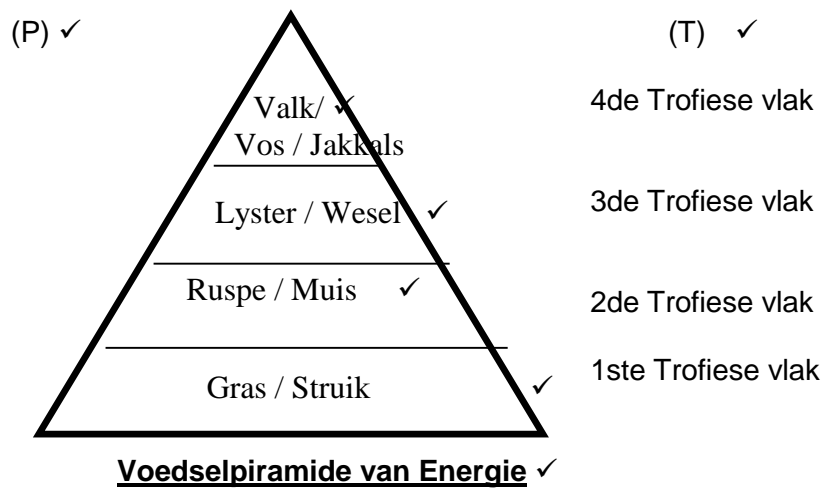 (P) ✓
(T) ✓
Valk/ ✓
Vos / Jakkals
4de Trofiese vlak
Lyster / Wesel ✓
3de Trofiese vlak
Ruspe / Muis ✓
2de Trofiese vlak
Gras / Struik ✓
1ste Trofiese vlak
Voedselpiramide van Energie ✓